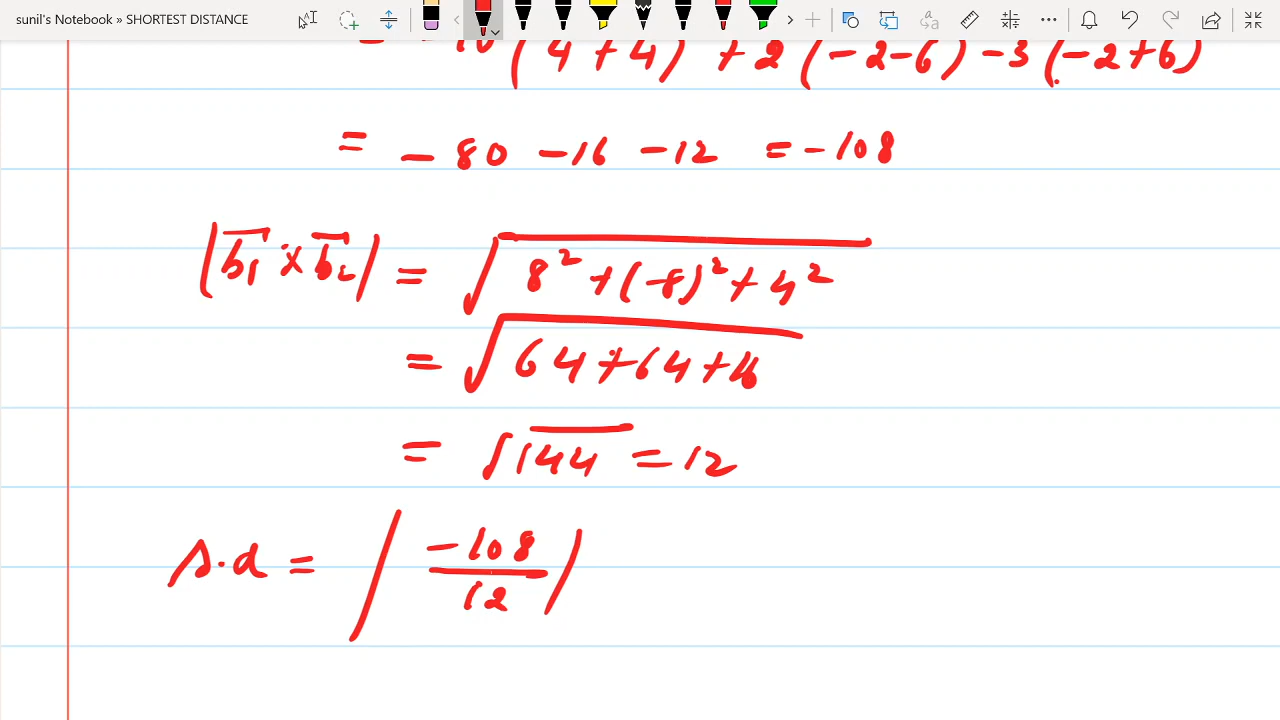 sunil's Notebook » SHORTEST DISTANCE
= -10 (4+4) + 2 (-2-6) -3 (-2+6)
= -80 -16 -12 = -108
|b₁ × b₂| = √8² + (-8)² + 4²
= √64+64+16
= √144 = 12
s.d = | -108/12 |